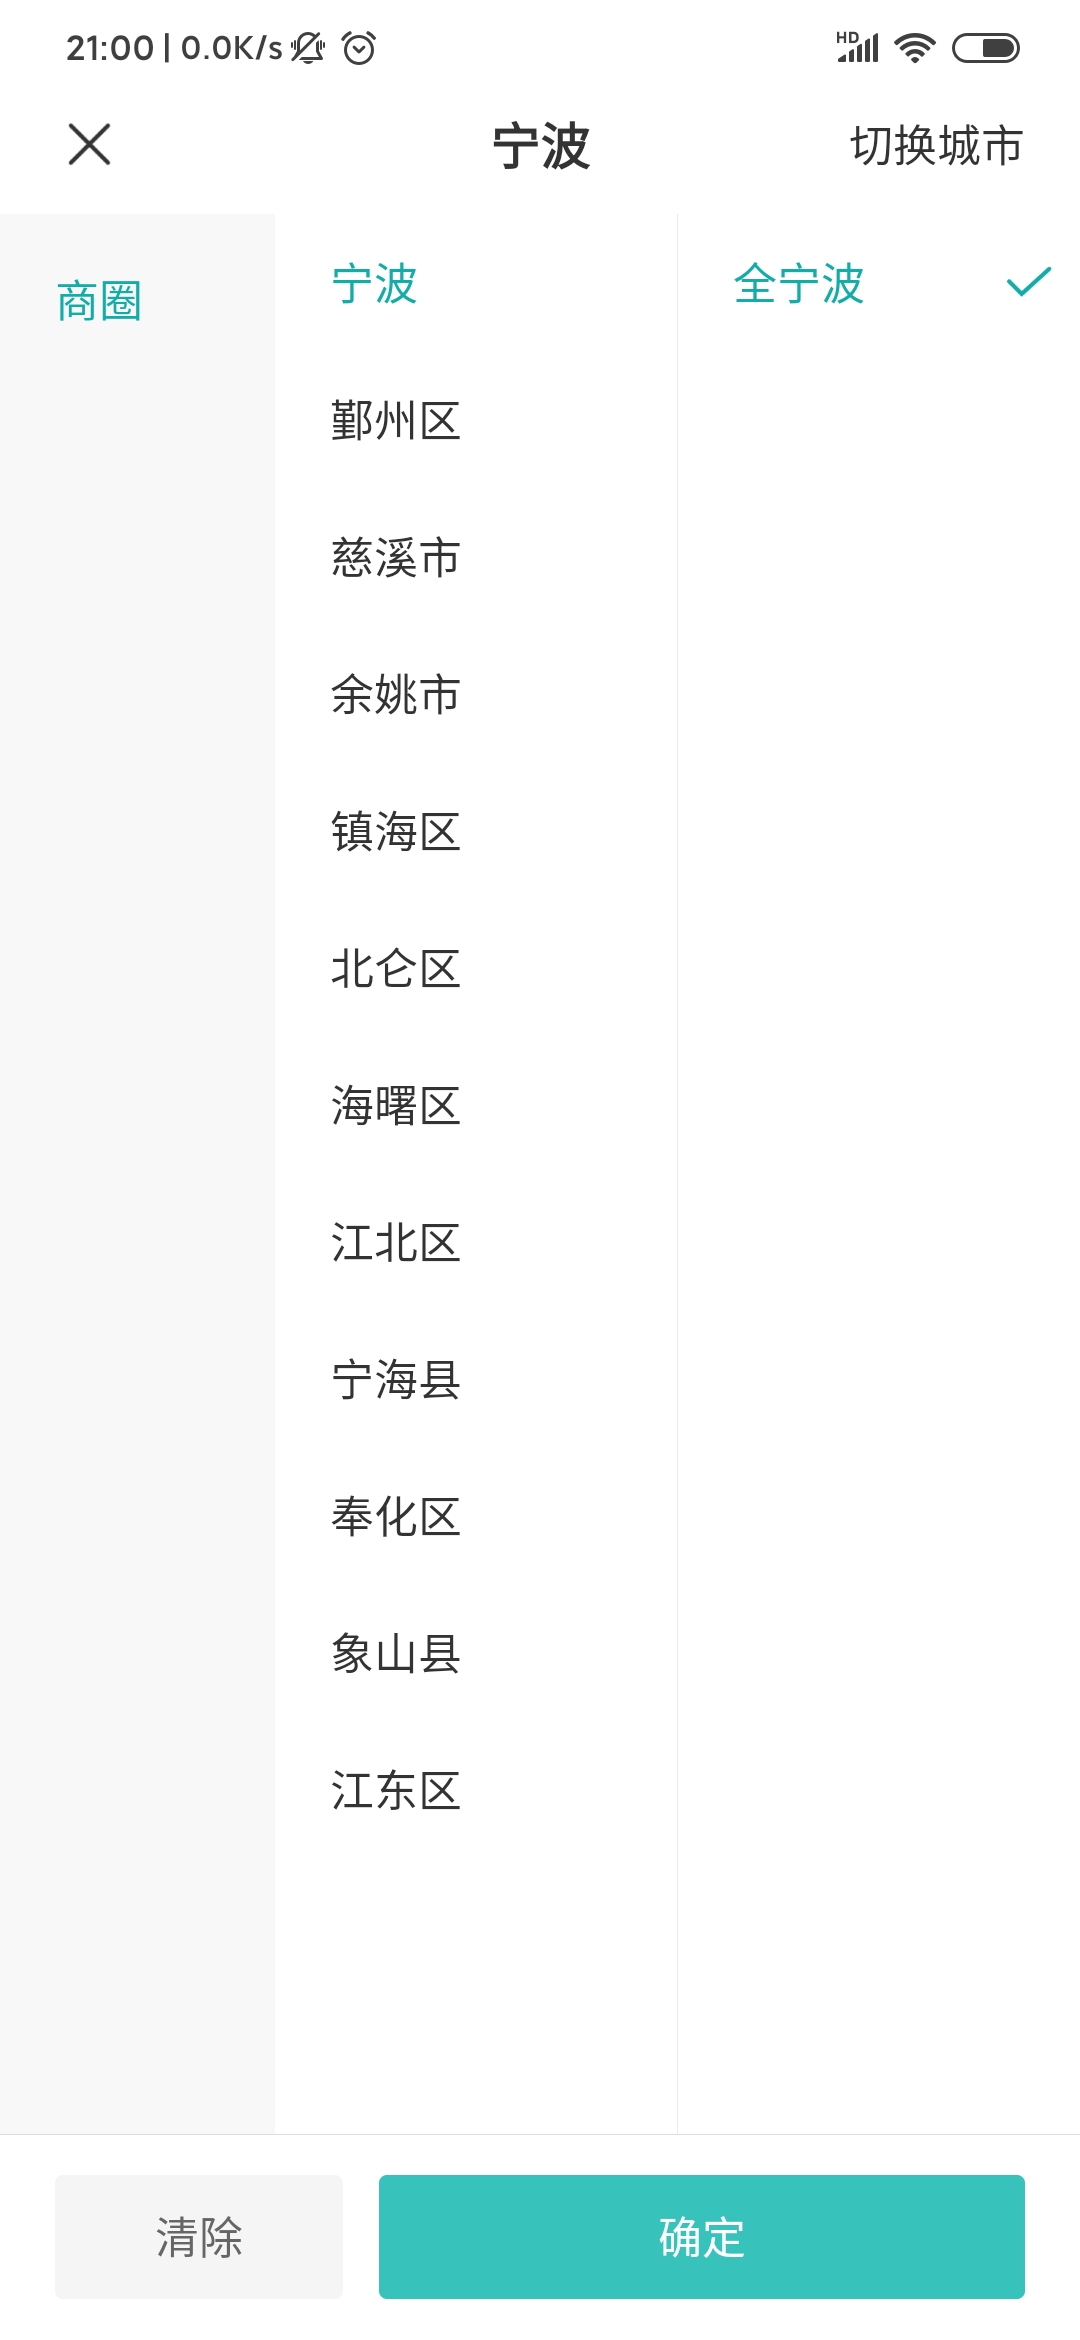 21:00 | 0.0K/s HD
宁波
切换城市
商圈
宁波
全宁波
鄞州区
慈溪市
余姚市
镇海区
北仑区
海曙区
江北区
宁海县
奉化区
象山县
江东区
清除
确定